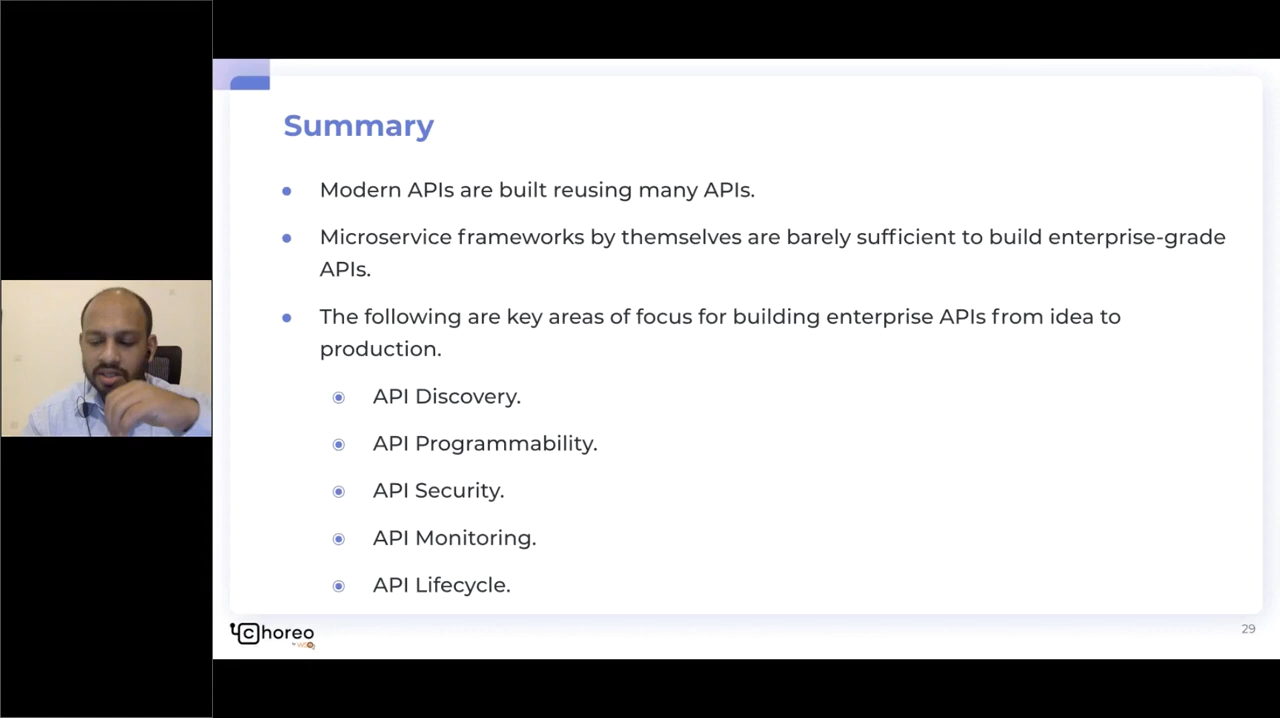 Summary
Modern APIs are built reusing many APIs.
Microservice frameworks by themselves are barely sufficient to build enterprise-grade
APIs.
The following are key areas of focus for building enterprise APIs from idea to
production.
API Discovery.
API Programmability.
API Security.
API Monitoring.
API Lifecycle.
choreo
29